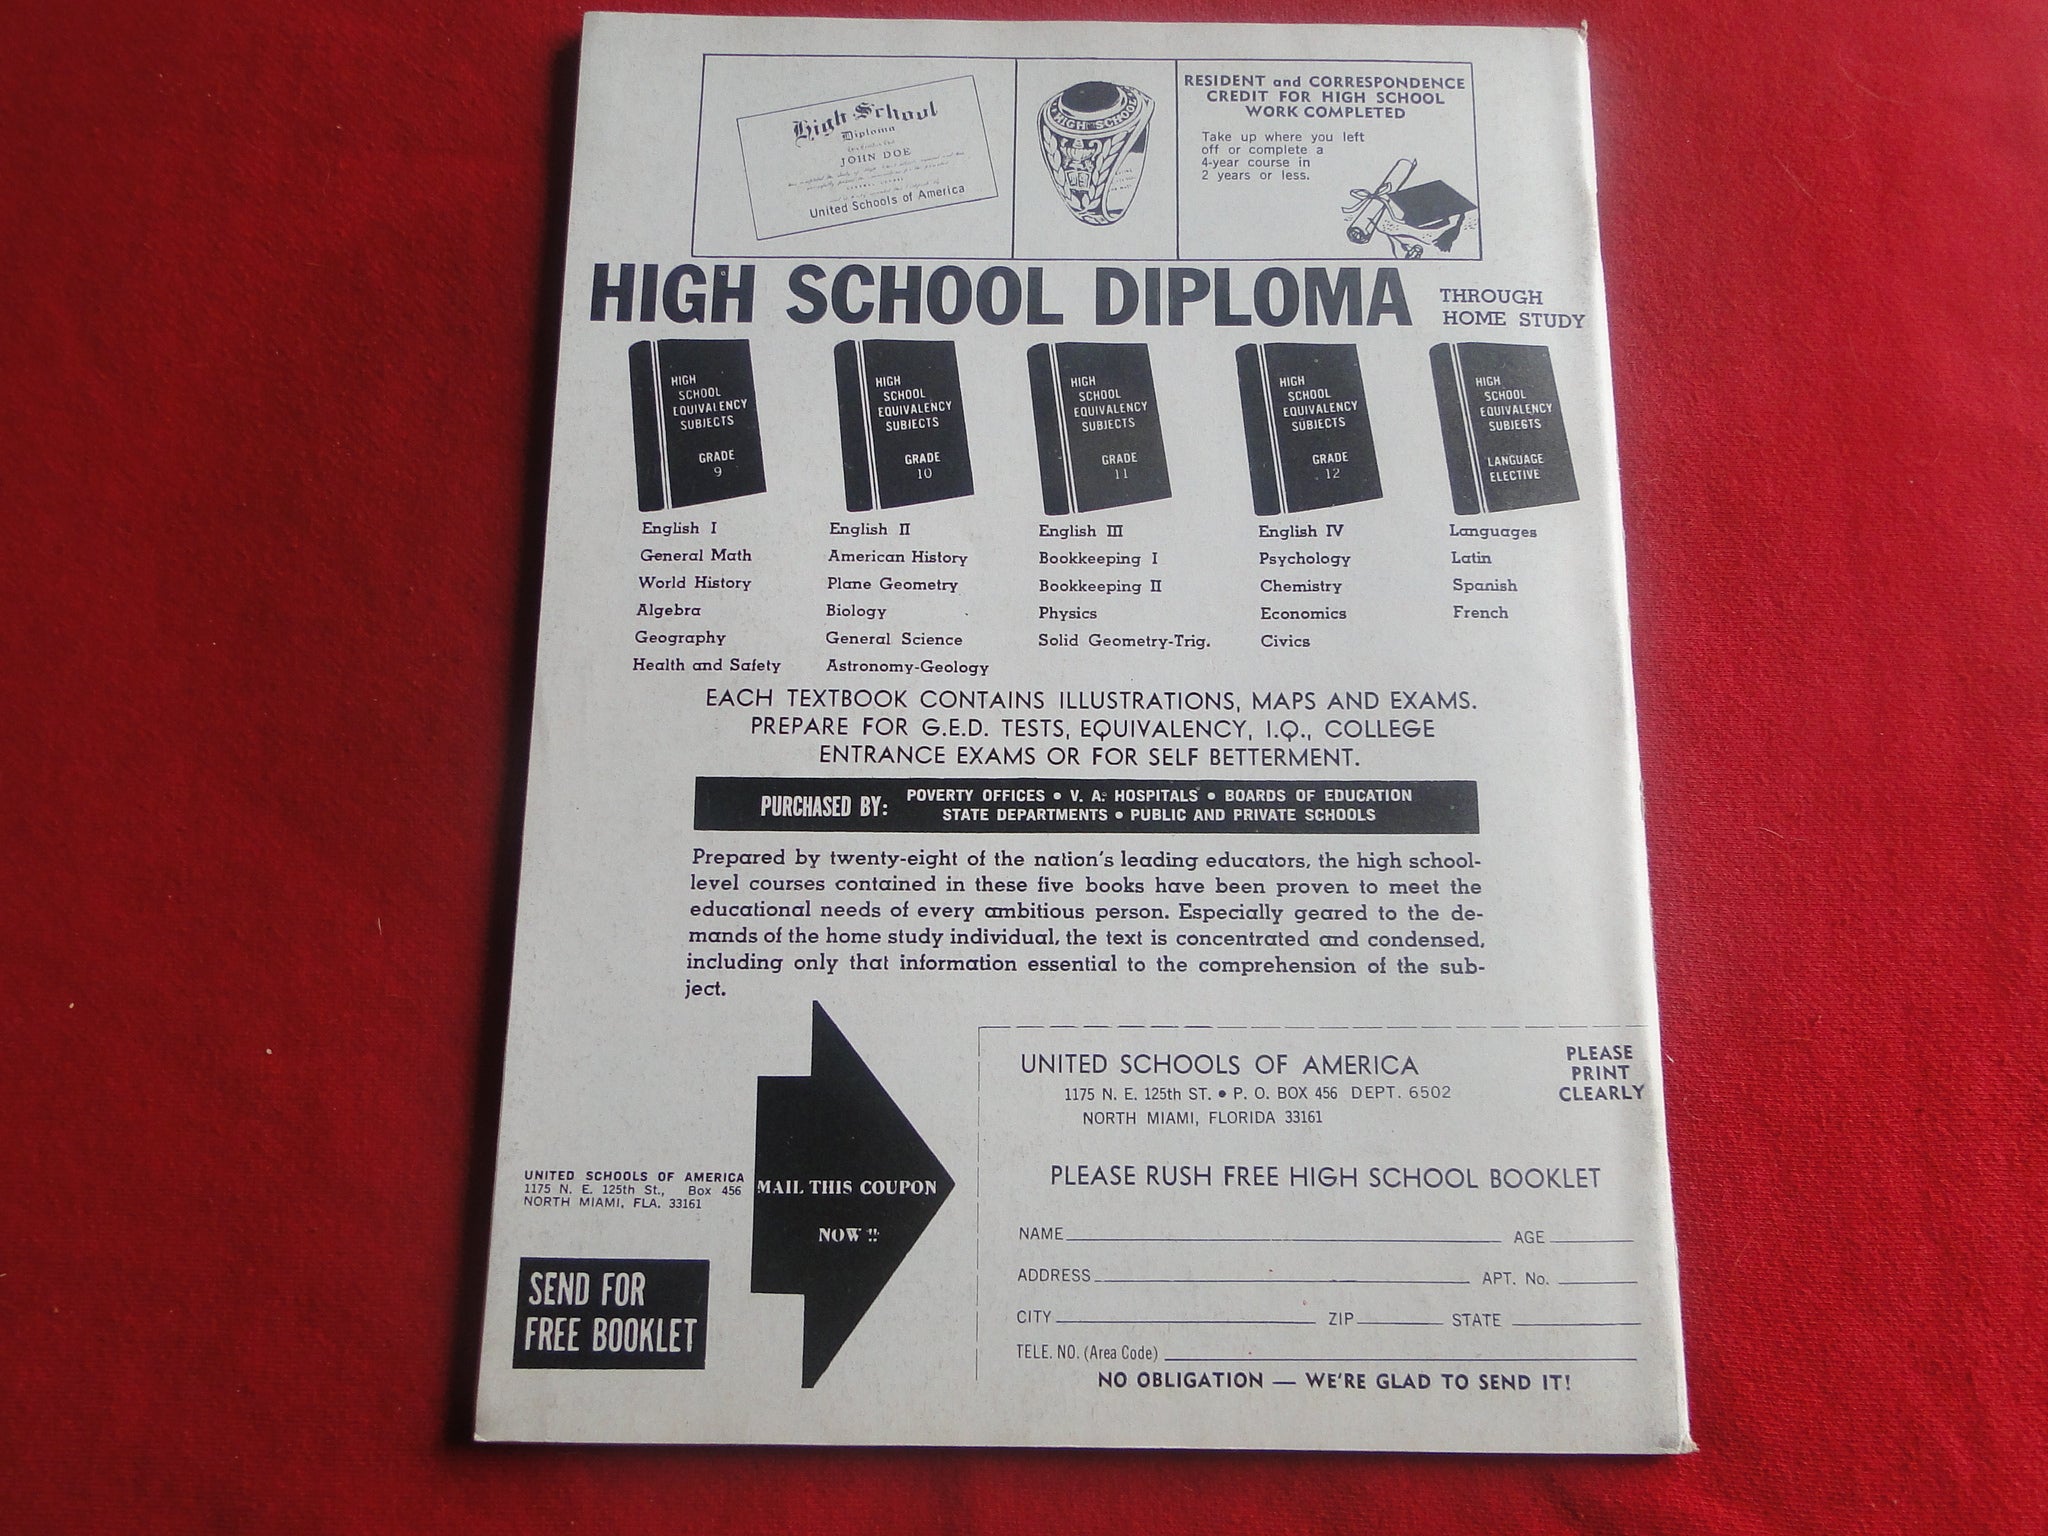 High School
Diploma
JOHN DOE
United Schools of America
HIGH SCHOOL
RESIDENT and CORRESPONDENCE
CREDIT FOR HIGH SCHOOL
WORK COMPLETED
Take up where you left
off or complete a
4-year course in
2 years or less.
HIGH SCHOOL DIPLOMA
THROUGH
HOME STUDY
HIGH
SCHOOL
EQUIVALENCY
SUBJECTS
GRADE
9
HIGH
SCHOOL
EQUIVALENCY
SUBJECTS
GRADE
10
HIGH
SCHOOL
EQUIVALENCY
SUBJECTS
GRADE
11
HIGH
SCHOOL
EQUIVALENCY
SUBJECTS
GRADE
12
HIGH
SCHOOL
EQUIVALENCY
SUBJECTS
LANGUAGE
ELECTIVE
English I
General Math
World History
Algebra
Geography
Health and Safety
English II
American History
Plane Geometry
Biology
General Science
Astronomy-Geology
English III
Bookkeeping I
Bookkeeping II
Physics
Solid Geometry-Trig.
English IV
Psychology
Chemistry
Economics
Civics
Languages
Latin
Spanish
French
EACH TEXTBOOK CONTAINS ILLUSTRATIONS, MAPS AND EXAMS.
PREPARE FOR G.E.D. TESTS, EQUIVALENCY, I.Q., COLLEGE
ENTRANCE EXAMS OR FOR SELF BETTERMENT.
PURCHASED BY:
POVERTY OFFICES • V. A. HOSPITALS • BOARDS OF EDUCATION
STATE DEPARTMENTS • PUBLIC AND PRIVATE SCHOOLS
Prepared by twenty-eight of the nation's leading educators, the high school-
level courses contained in these five books have been proven to meet the
educational needs of every ambitious person. Especially geared to the de-
mands of the home study individual, the text is concentrated and condensed,
including only that information essential to the comprehension of the sub-
ject.
UNITED SCHOOLS OF AMERICA
1175 N. E. 125th St., Box 456
NORTH MIAMI, FLA. 33161
SEND FOR
FREE BOOKLET
MAIL THIS COUPON
NOW !!
UNITED SCHOOLS OF AMERICA
1175 N. E. 125th ST. • P. O. BOX 456 DEPT. 6502
NORTH MIAMI, FLORIDA 33161
PLEASE
PRINT
CLEARLY
PLEASE RUSH FREE HIGH SCHOOL BOOKLET
NAME AGE
ADDRESS APT. No.
CITY ZIP STATE
TELE. NO. (Area Code)
NO OBLIGATION — WE'RE GLAD TO SEND IT!